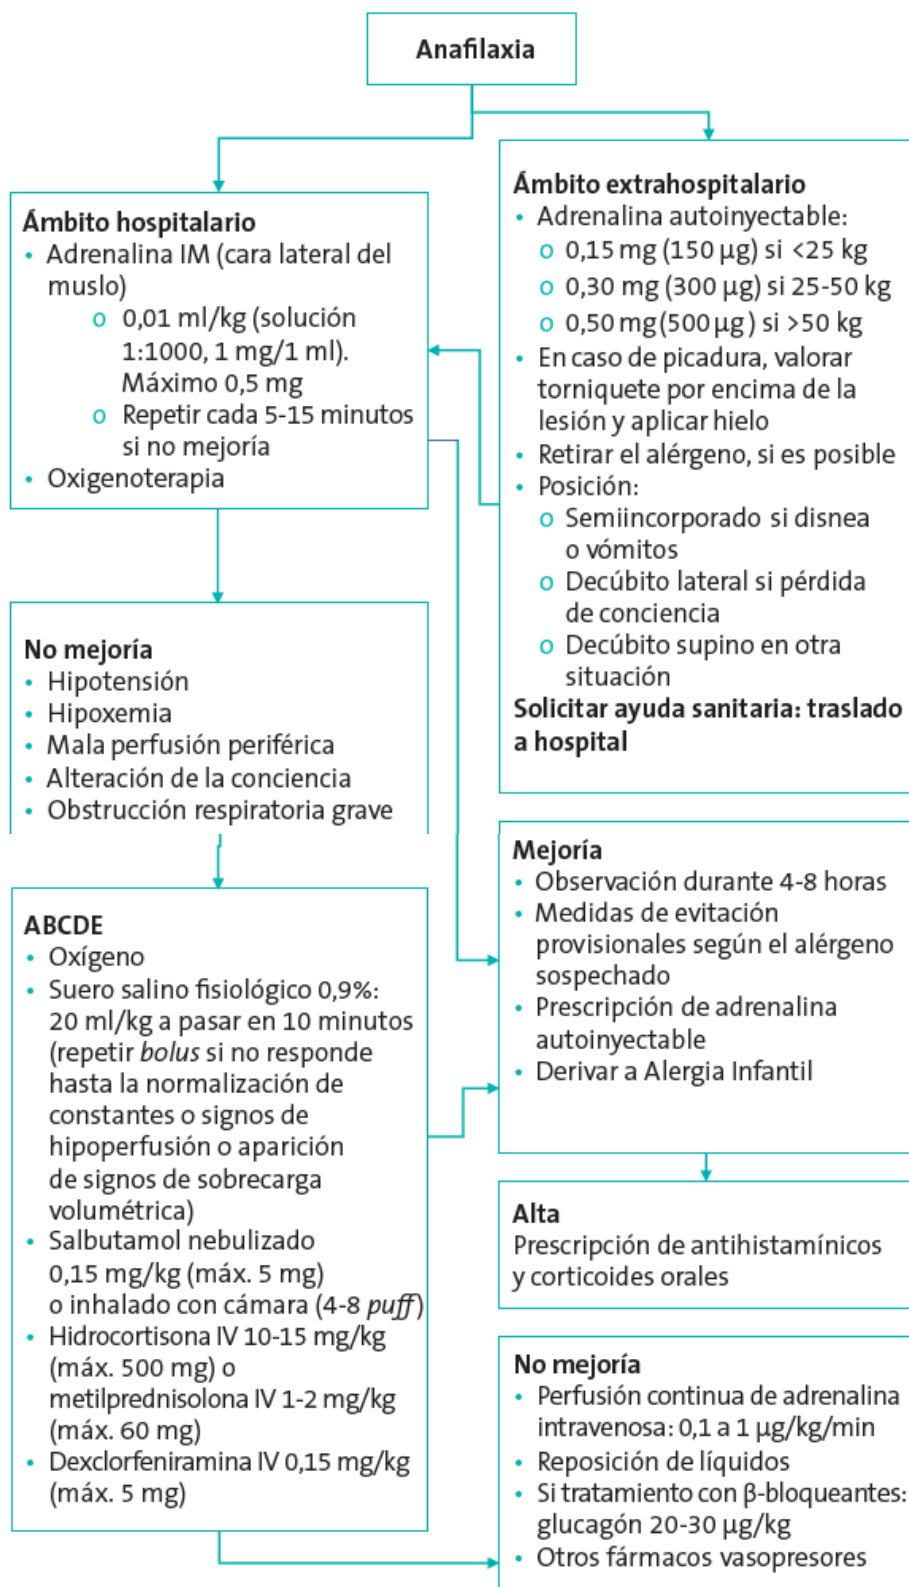 Anafilaxia
Ámbito hospitalario
• Adrenalina IM (cara lateral del
muslo)
o 0,01 ml/kg (solución
1:1000, 1 mg/1 ml).
Máximo 0,5 mg
o Repetir cada 5-15 minutos
si no mejoría
• Oxigenoterapia
Ámbito extrahospitalario
• Adrenalina autoinyectable:
o 0,15 mg (150 µg) si <25 kg
o 0,30 mg (300 µg) si 25-50 kg
o 0,50 mg (500 µg) si >50 kg
• En caso de picadura, valorar
torniquete por encima de la
lesión y aplicar hielo
• Retirar el alérgeno, si es posible
• Posición:
o Semiincorporado si disnea
o vómitos
o Decúbito lateral si pérdida
de conciencia
o Decúbito supino en otra
situación
Solicitar ayuda sanitaria: traslado
a hospital
No mejoría
• Hipotensión
• Hipoxemia
• Mala perfusión periférica
• Alteración de la conciencia
• Obstrucción respiratoria grave
ABCDE
• Oxígeno
• Suero salino fisiológico 0,9%:
20 ml/kg a pasar en 10 minutos
(repetir bolus si no responde
hasta la normalización de
constantes o signos de
hipoperfusión o aparición
de signos de sobrecarga
volumétrica)
• Salbutamol nebulizado
0,15 mg/kg (máx. 5 mg)
o inhalado con cámara (4-8 puff)
• Hidrocortisona IV 10-15 mg/kg
(máx. 500 mg) o
metilprednisolona IV 1-2 mg/kg
(máx. 60 mg)
• Dexclorfeniramina IV 0,15 mg/kg
(máx. 5 mg)
Mejoría
• Observación durante 4-8 horas
• Medidas de evitación
provisionales según el alérgeno
sospechado
• Prescripción de adrenalina
autoinyectable
• Derivar a Alergia Infantil
Alta
Prescripción de antihistamínicos
y corticoides orales
No mejoría
• Perfusión continua de adrenalina
intravenosa: 0,1 a 1 µg/kg/min
• Reposición de líquidos
• Si tratamiento con β-bloqueantes:
glucagón 20-30 µg/kg
• Otros fármacos vasopresores